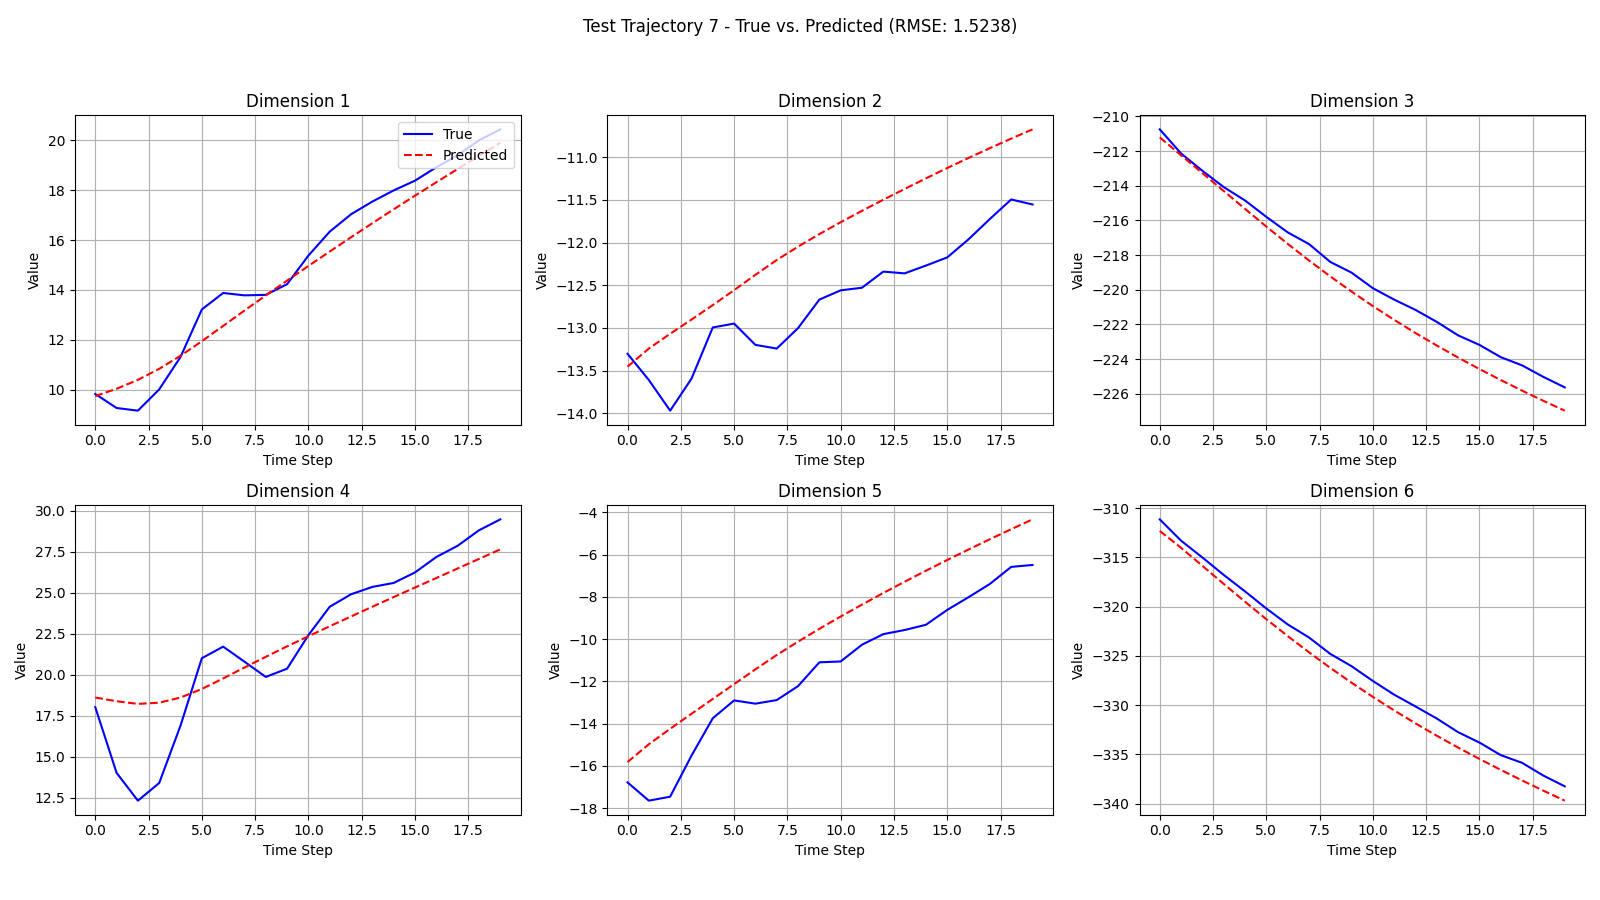 Test Trajectory 7 - True vs. Predicted (RMSE: 1.5238)
Dimension 1
Value
20
18
16
14
12
10
0.0 2.5 5.0 7.5 10.0 12.5 15.0 17.5
Time Step
True
Predicted
Dimension 2
Value
−11.0
−11.5
−12.0
−12.5
−13.0
−13.5
−14.0
0.0 2.5 5.0 7.5 10.0 12.5 15.0 17.5
Time Step
Dimension 3
Value
−210
−212
−214
−216
−218
−220
−222
−224
−226
0.0 2.5 5.0 7.5 10.0 12.5 15.0 17.5
Time Step
Dimension 4
Value
30.0
27.5
25.0
22.5
20.0
17.5
15.0
12.5
0.0 2.5 5.0 7.5 10.0 12.5 15.0 17.5
Time Step
Dimension 5
Value
−4
−6
−8
−10
−12
−14
−16
−18
0.0 2.5 5.0 7.5 10.0 12.5 15.0 17.5
Time Step
Dimension 6
Value
−310
−315
−320
−325
−330
−335
−340
0.0 2.5 5.0 7.5 10.0 12.5 15.0 17.5
Time Step